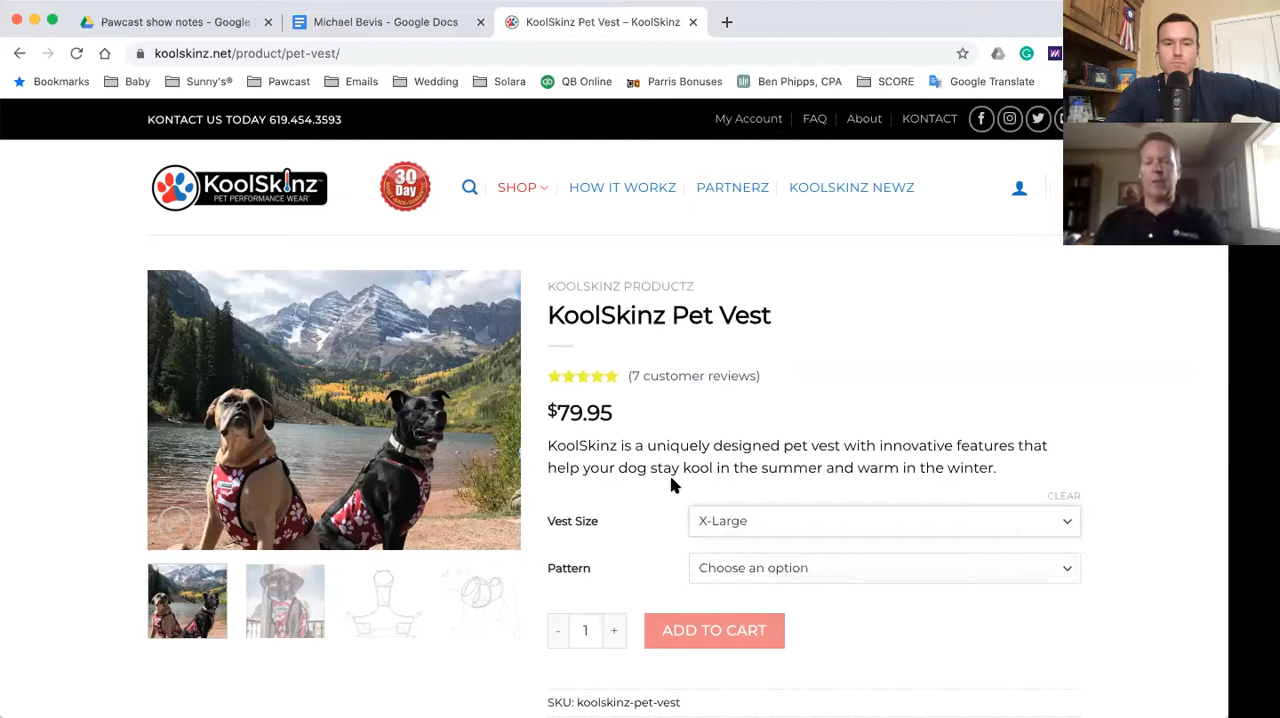 Pawcast show notes - Google
Michael Bevis - Google Docs
KoolSkinz Pet Vest – KoolSkinz
koolskinz.net/product/pet-vest/
Bookmarks
Baby
Sunny's®
Pawcast
Emails
Wedding
Solara
QB Online
Parris Bonuses
Ben Phipps, CPA
SCORE
Google Translate
KONTACT US TODAY 619.454.3593
My Account
FAQ
About
KONTACT
KoolSkinz
PET PERFORMANCE WEAR
30
Day
SHOP
HOW IT WORKZ
PARTNERZ
KOOLSKINZ NEWZ
KOOLSKINZ PRODUCTZ
KoolSkinz Pet Vest
(7 customer reviews)
$79.95
KoolSkinz is a uniquely designed pet vest with innovative features that
help your dog stay kool in the summer and warm in the winter.
CLEAR
Vest Size
X-Large
Pattern
Choose an option
- 1 +
ADD TO CART
SKU: koolskinz-pet-vest